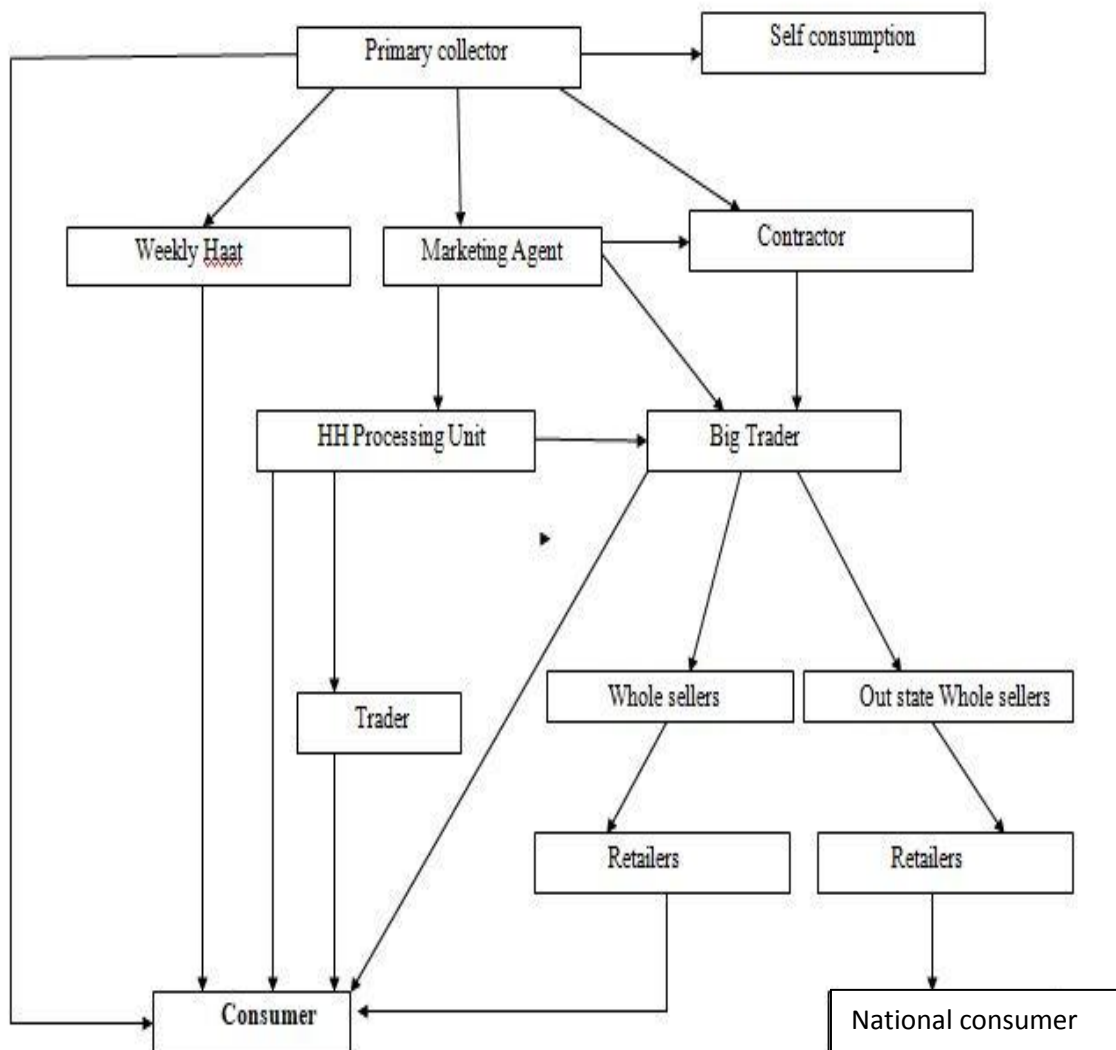 Self consumption
Primary collector
Weekly Haat
Marketing Agent
Contractor
HH Processing Unit
Big Trader
Whole sellers
Out state Whole sellers
Trader
Retailers
Retailers
Consumer
National consumer